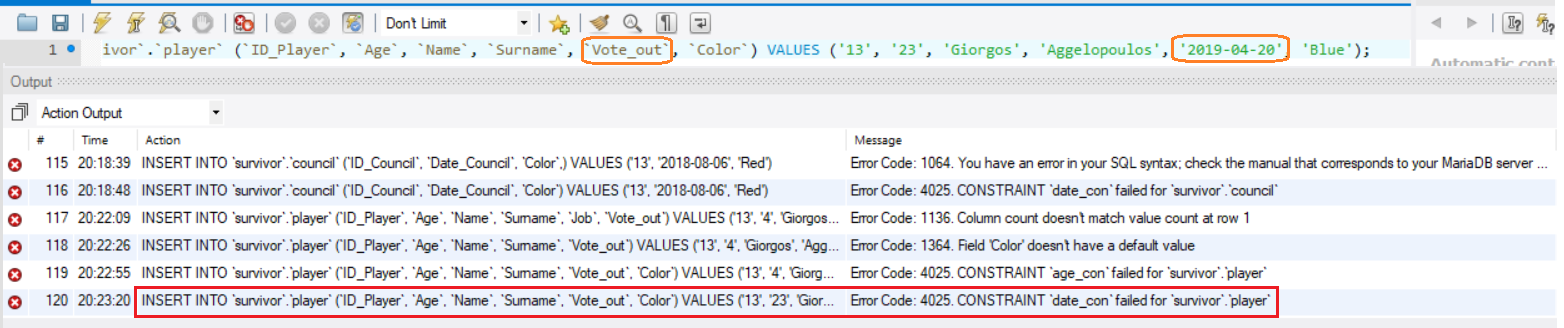 Don't Limit
1 ivor`.`player` (`ID_Player`, `Age`, `Name`, `Surname`, `Vote_out`, `Color`) VALUES ('13', '23', 'Giorgos', 'Aggelopoulos', '2019-04-20', 'Blue');
Automatic cont
Output
Action Output
# Time Action Message
115 20:18:39 INSERT INTO `survivor`.`council` (`ID_Council`, `Date_Council`, `Color`,) VALUES ('13', '2018-08-06', 'Red') Error Code: 1064. You have an error in your SQL syntax; check the manual that corresponds to your MariaDB server ...
116 20:18:48 INSERT INTO `survivor`.`council` (`ID_Council`, `Date_Council`, `Color`) VALUES ('13', '2018-08-06', 'Red') Error Code: 4025. CONSTRAINT `date_con` failed for `survivor`.`council`
117 20:22:09 INSERT INTO `survivor`.`player` (`ID_Player`, `Age`, `Name`, `Surname`, `Job`, `Vote_out`) VALUES ('13', '4', 'Giorgos... Error Code: 1136. Column count doesn't match value count at row 1
118 20:22:26 INSERT INTO `survivor`.`player` (`ID_Player`, `Age`, `Name`, `Surname`, `Vote_out`) VALUES ('13', '4', 'Giorgos', 'Agg... Error Code: 1364. Field 'Color' doesn't have a default value
119 20:22:55 INSERT INTO `survivor`.`player` (`ID_Player`, `Age`, `Name`, `Surname`, `Vote_out`, `Color`) VALUES ('13', '4', 'Giorg... Error Code: 4025. CONSTRAINT `age_con` failed for `survivor`.`player`
120 20:23:20 INSERT INTO `survivor`.`player` (`ID_Player`, `Age`, `Name`, `Surname`, `Vote_out`, `Color`) VALUES ('13', '23', 'Gior... Error Code: 4025. CONSTRAINT `date_con` failed for `survivor`.`player`